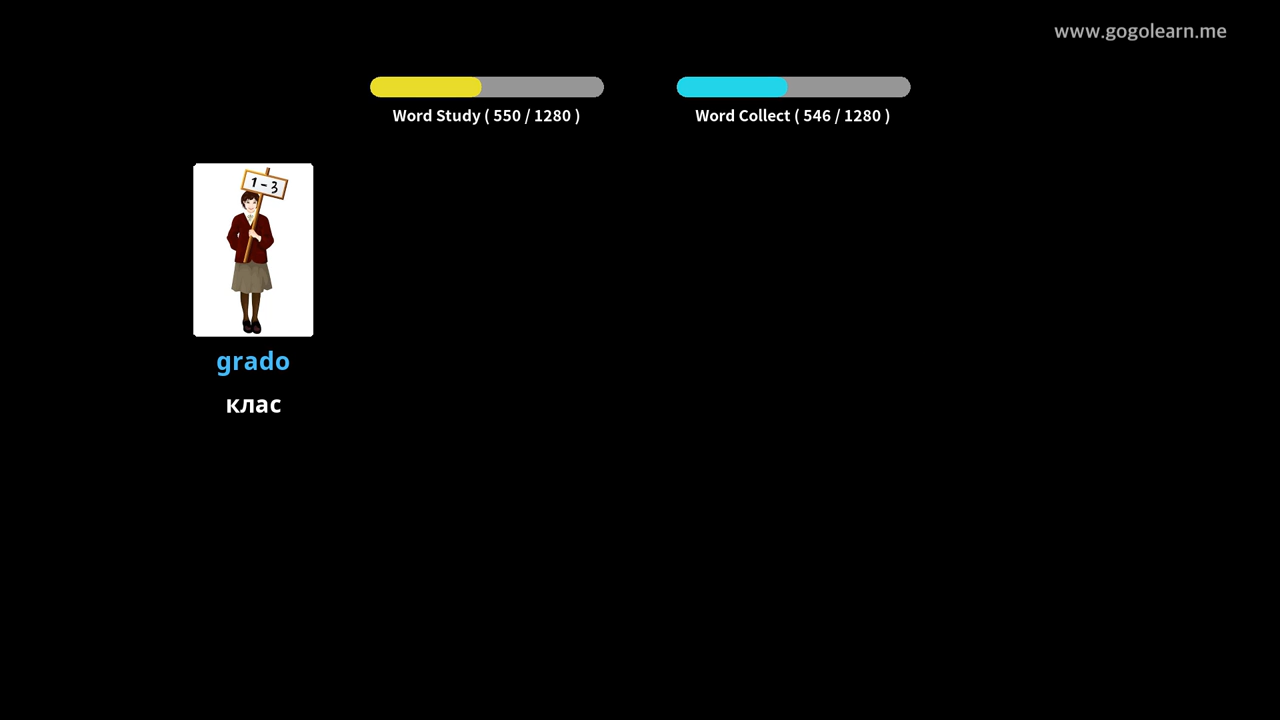 www.gogolearn.me
Word Study ( 550 / 1280 )
Word Collect ( 546 / 1280 )
1 - 3
grado
клас